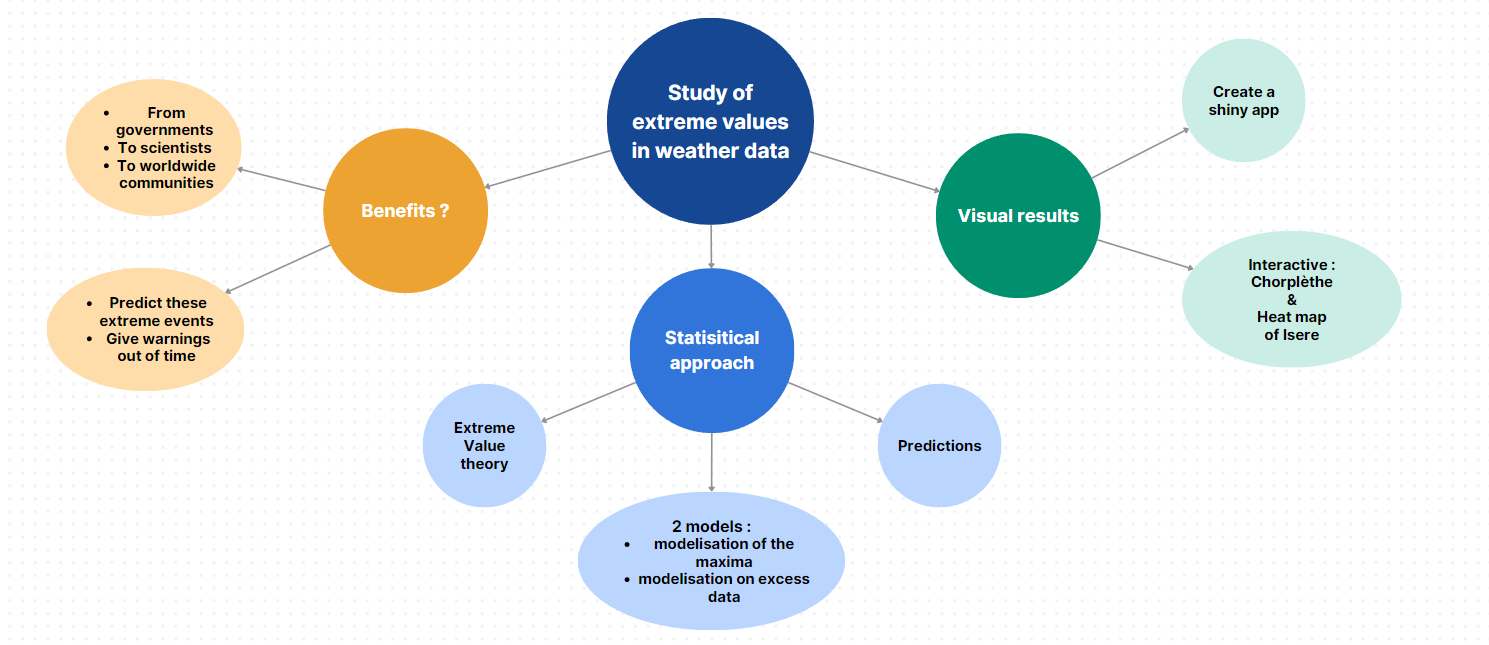 Study of
extreme values
in weather data
Benefits ?
• From
governments
• To scientists
• To worldwide
communities
• Predict these
extreme events
• Give warnings
out of time
Statisitical
approach
Extreme
Value
theory
2 models :
• modelisation of the
maxima
• modelisation on excess
data
Predictions
Visual results
Create a
shiny app
Interactive :
Chorplèthe
&
Heat map
of Isere